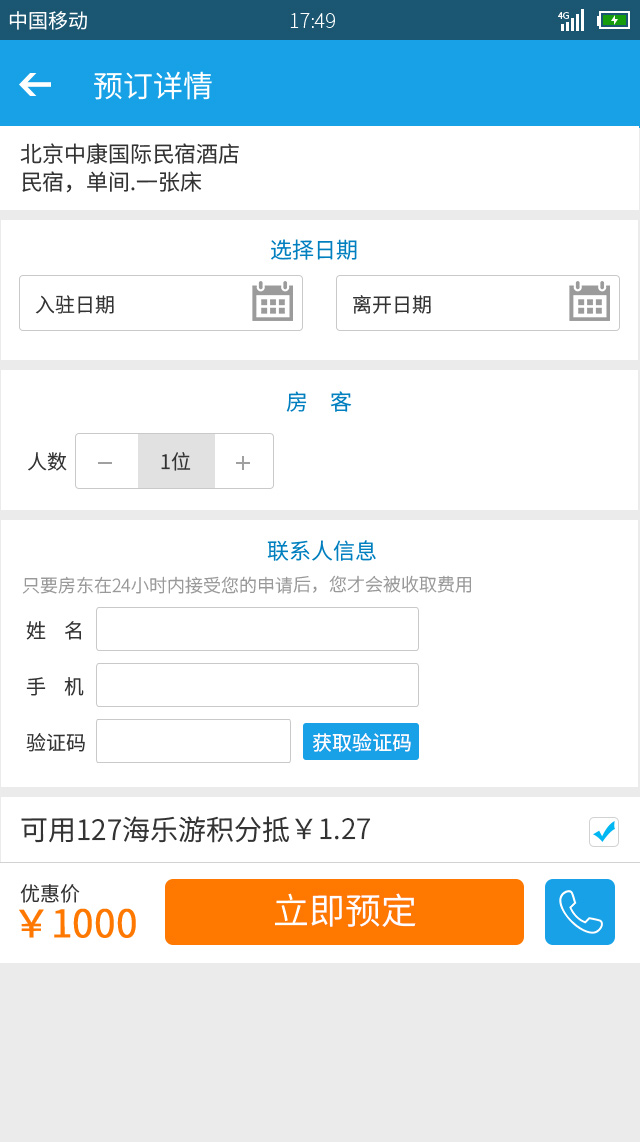 中国移动 17:49 4G
预订详情
北京中康国际民宿酒店
民宿，单间.一张床
选择日期
入驻日期 离开日期
房 客
人数 － 1位 ＋
联系人信息
只要房东在24小时内接受您的申请后，您才会被收取费用
姓 名
手 机
验证码 获取验证码
可用127海乐游积分抵￥1.27
优惠价
￥1000 立即预定